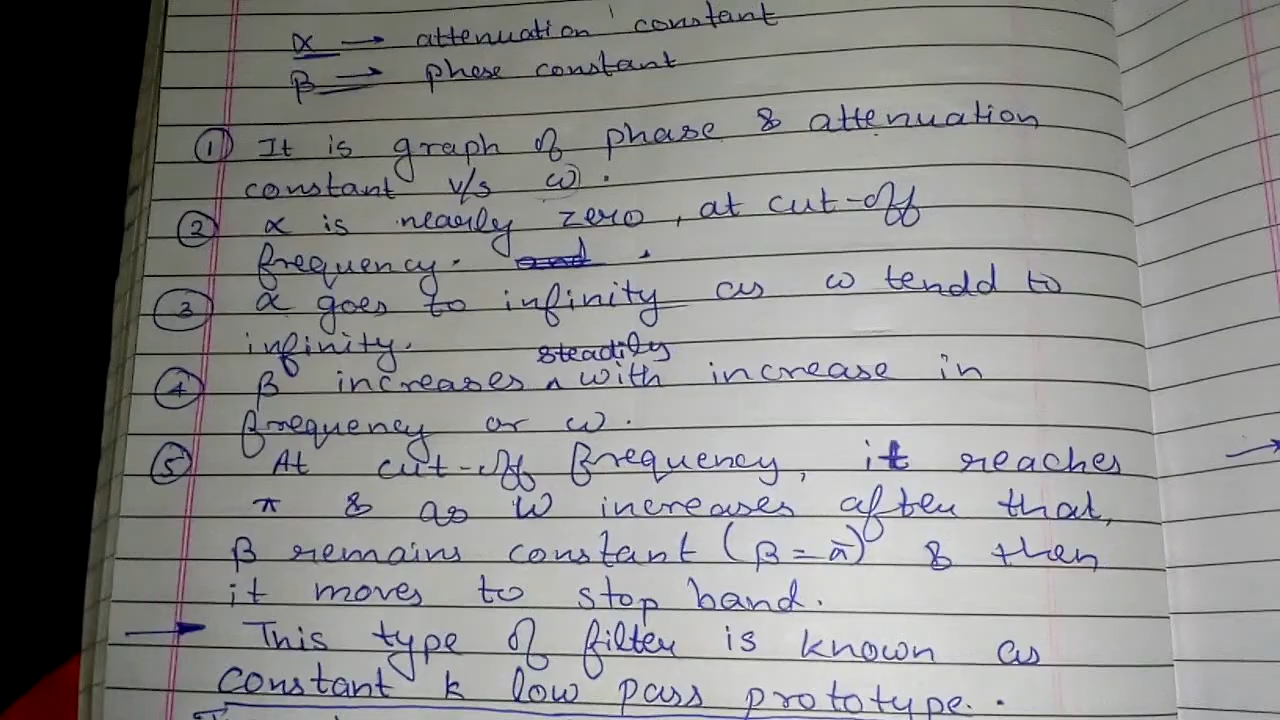 α → attenuation constant
β → phase constant
① It is graph of phase & attenuation
constant v/s ω.
② α is nearly zero, at cut-off
frequency.
③ α goes to infinity as ω tendd to
infinity.
④ β increases steadily with increase in
frequency or ω.
⑤ At cut-off frequency, it reaches
π & as ω increases after that,
β remains constant (β = π) & then
it moves to stop band.
→ This type of filter is known as
constant k low pass prototype.